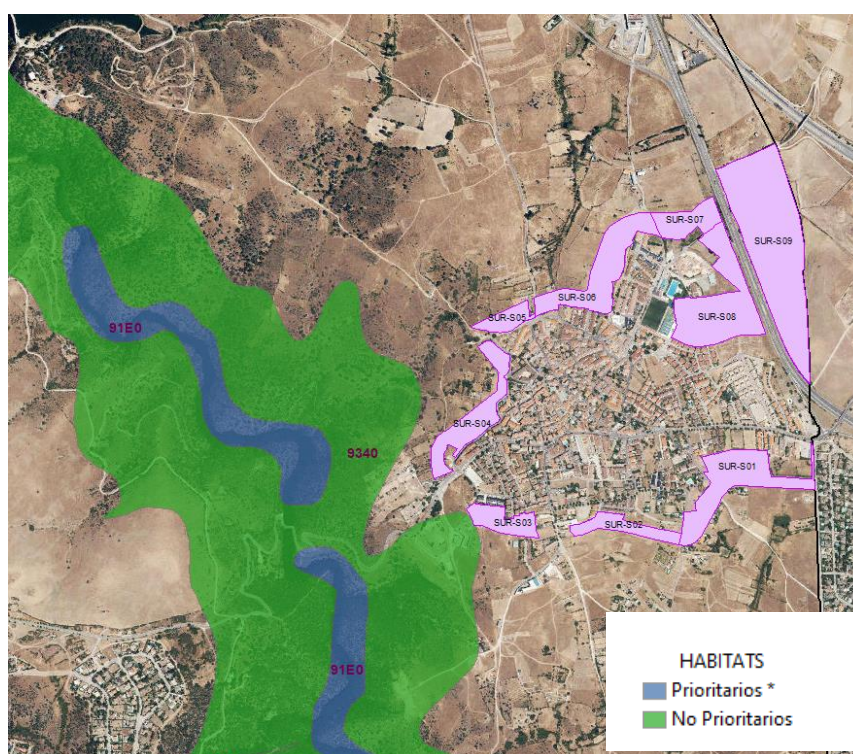 SUR-S07
SUR-S09
SUR-S06
SUR-S05
SUR-S08
91E0
SUR-S04
9340
SUR-S01
SUR-S03
SUR-S02
91E0
HABITATS
Prioritarios *
No Prioritarios